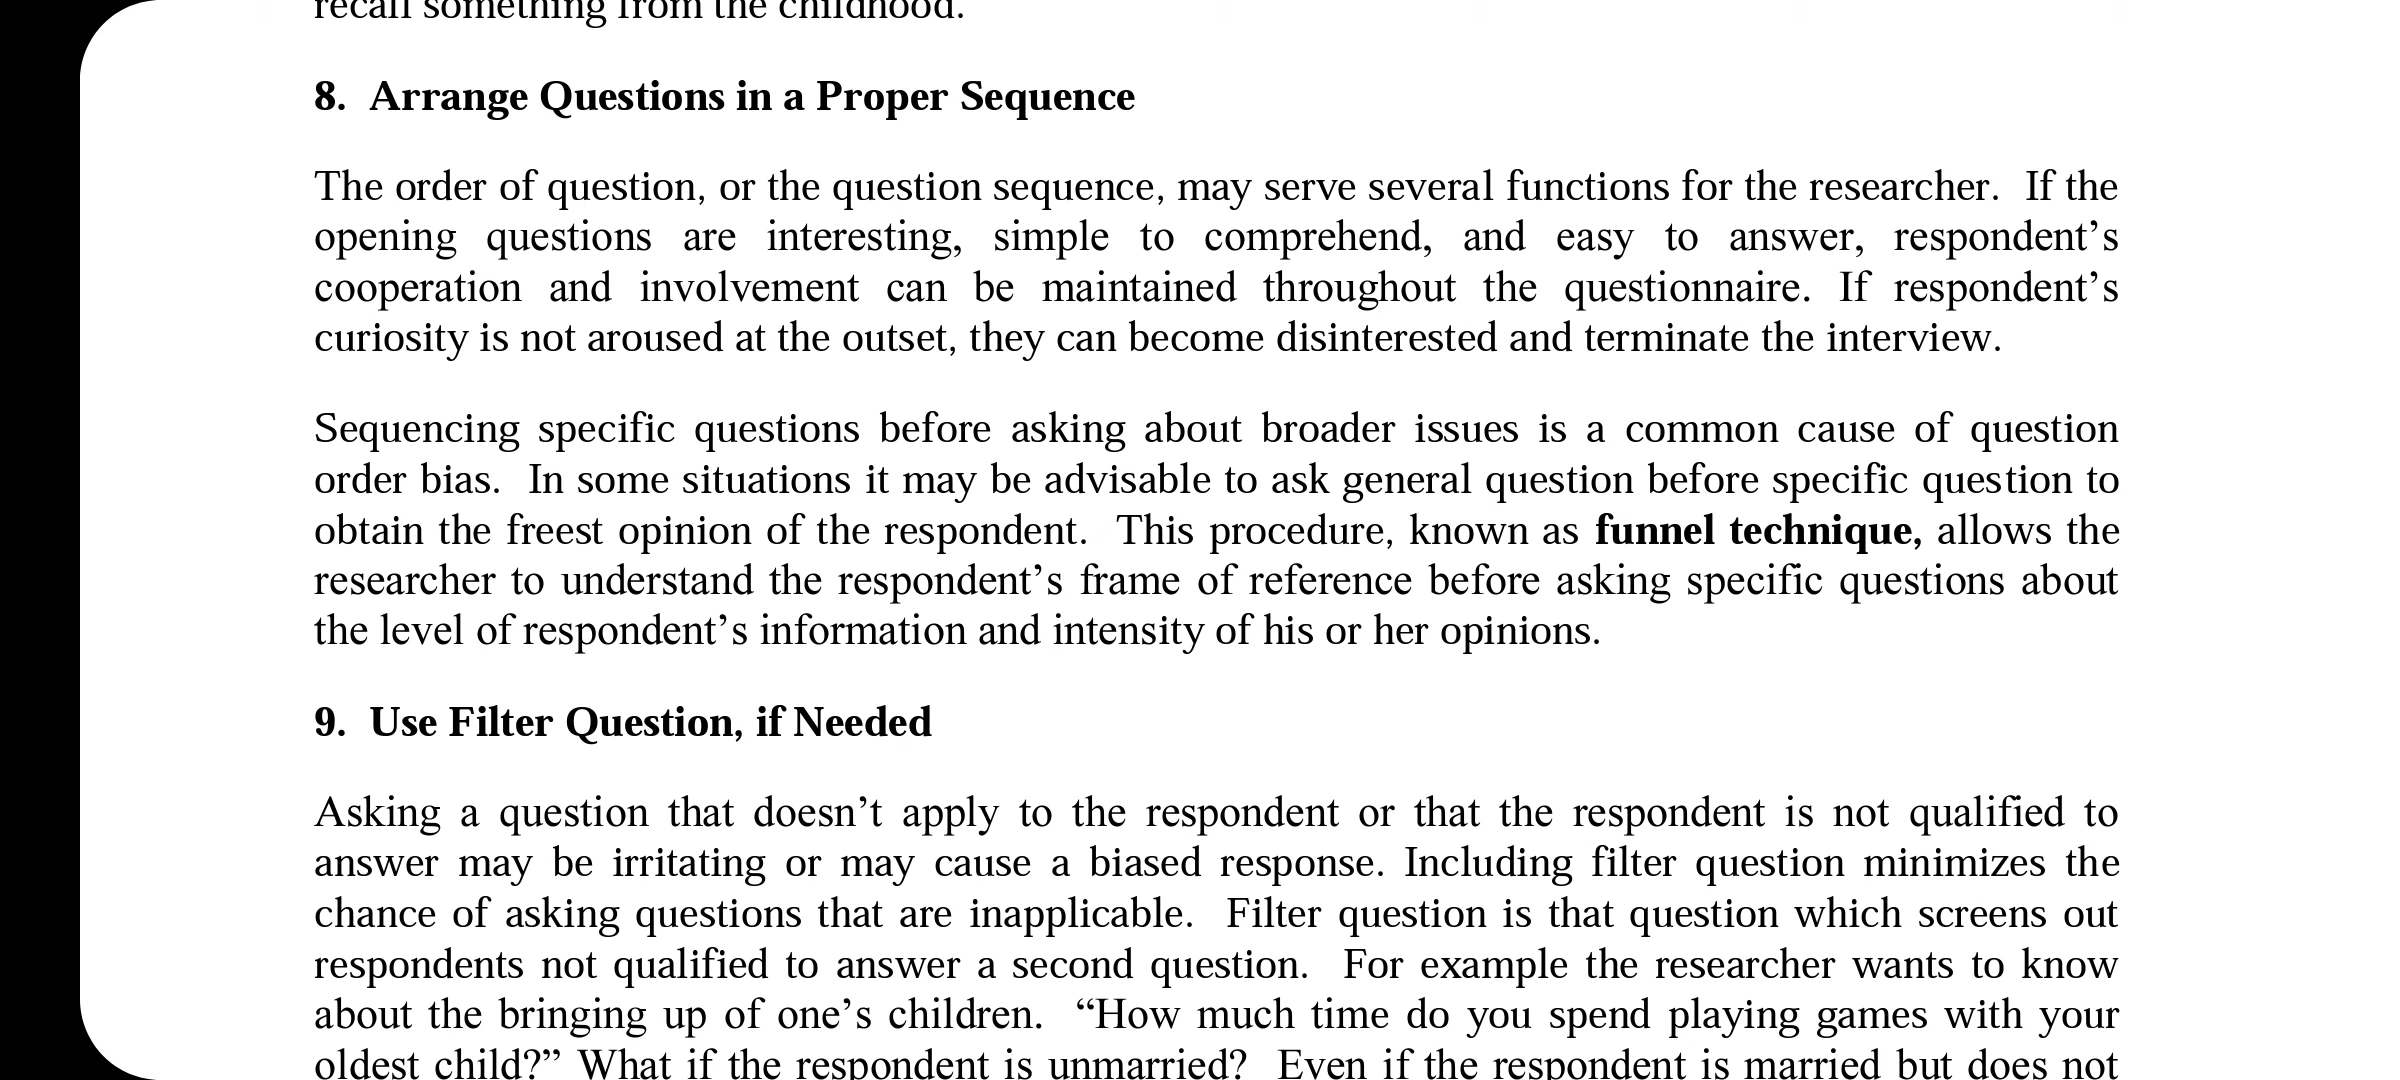 recall something from the childhood.
8. Arrange Questions in a Proper Sequence
The order of question, or the question sequence, may serve several functions for the researcher. If the
opening questions are interesting, simple to comprehend, and easy to answer, respondent’s
cooperation and involvement can be maintained throughout the questionnaire. If respondent’s
curiosity is not aroused at the outset, they can become disinterested and terminate the interview.
Sequencing specific questions before asking about broader issues is a common cause of question
order bias. In some situations it may be advisable to ask general question before specific question to
obtain the freest opinion of the respondent. This procedure, known as funnel technique, allows the
researcher to understand the respondent’s frame of reference before asking specific questions about
the level of respondent’s information and intensity of his or her opinions.
9. Use Filter Question, if Needed
Asking a question that doesn’t apply to the respondent or that the respondent is not qualified to
answer may be irritating or may cause a biased response. Including filter question minimizes the
chance of asking questions that are inapplicable. Filter question is that question which screens out
respondents not qualified to answer a second question. For example the researcher wants to know
about the bringing up of one’s children. “How much time do you spend playing games with your
oldest child?” What if the respondent is unmarried? Even if the respondent is married but does not